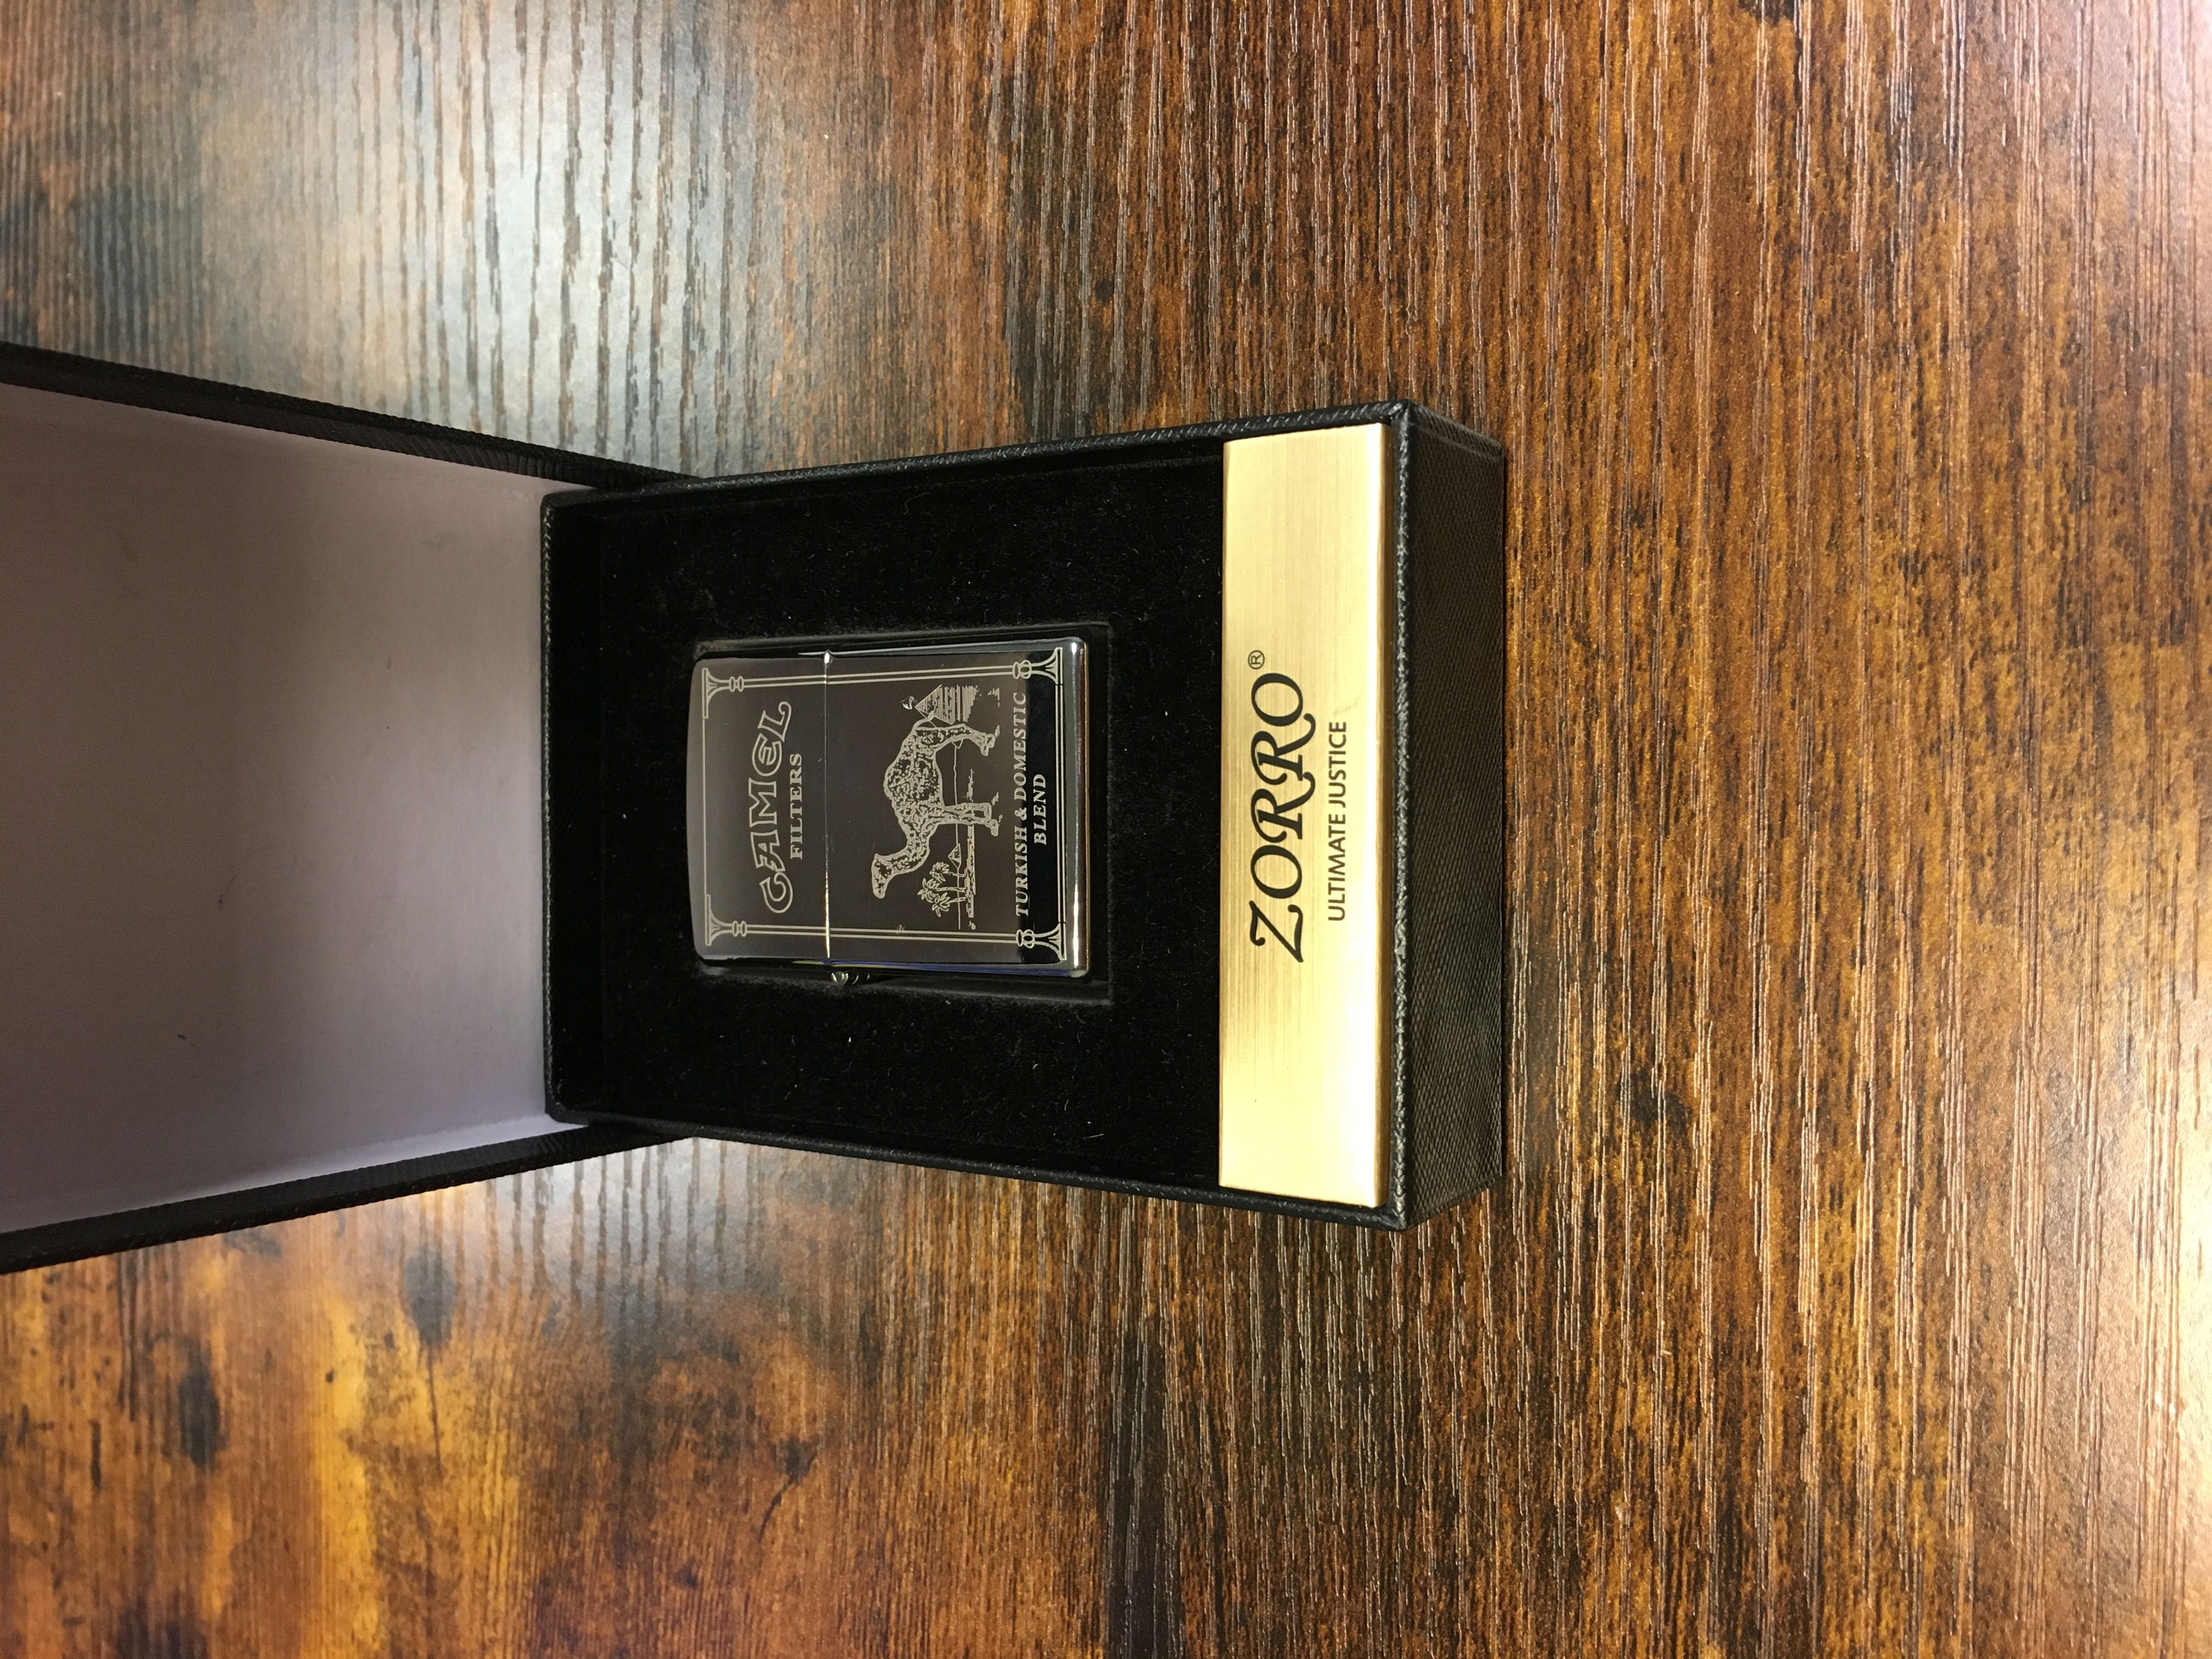 CAMEL
FILTERS
TURKISH & DOMESTIC
BLEND
ZORRO®
ULTIMATE JUSTICE